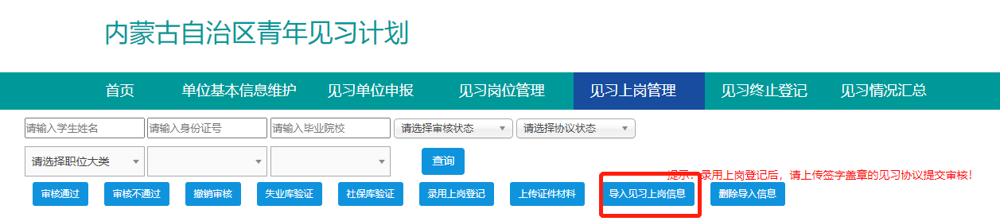 内蒙古自治区青年见习计划
首页 单位基本信息维护 见习单位申报 见习岗位管理 见习上岗管理 见习终止登记 见习情况汇总
请输入学生姓名 请输入身份证号 请输入毕业院校 请选择审核状态 请选择协议状态
请选择职位大类 查询
提示：录用上岗登记后，请上传签字盖章的见习协议提交审核！
审核通过 审核不通过 撤销审核 失业库验证 社保库验证 录用上岗登记 上传证件材料 导入见习上岗信息 删除导入信息